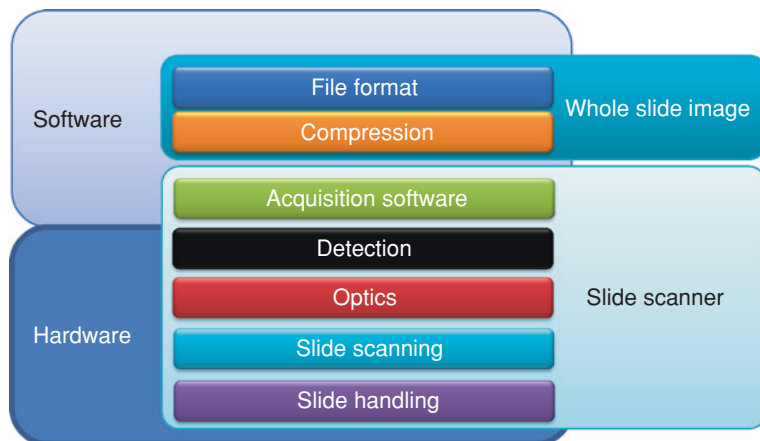 File format
Software
Compression
Whole slide image
Acquisition software
Detection
Optics
Slide scanner
Hardware
Slide scanning
Slide handling